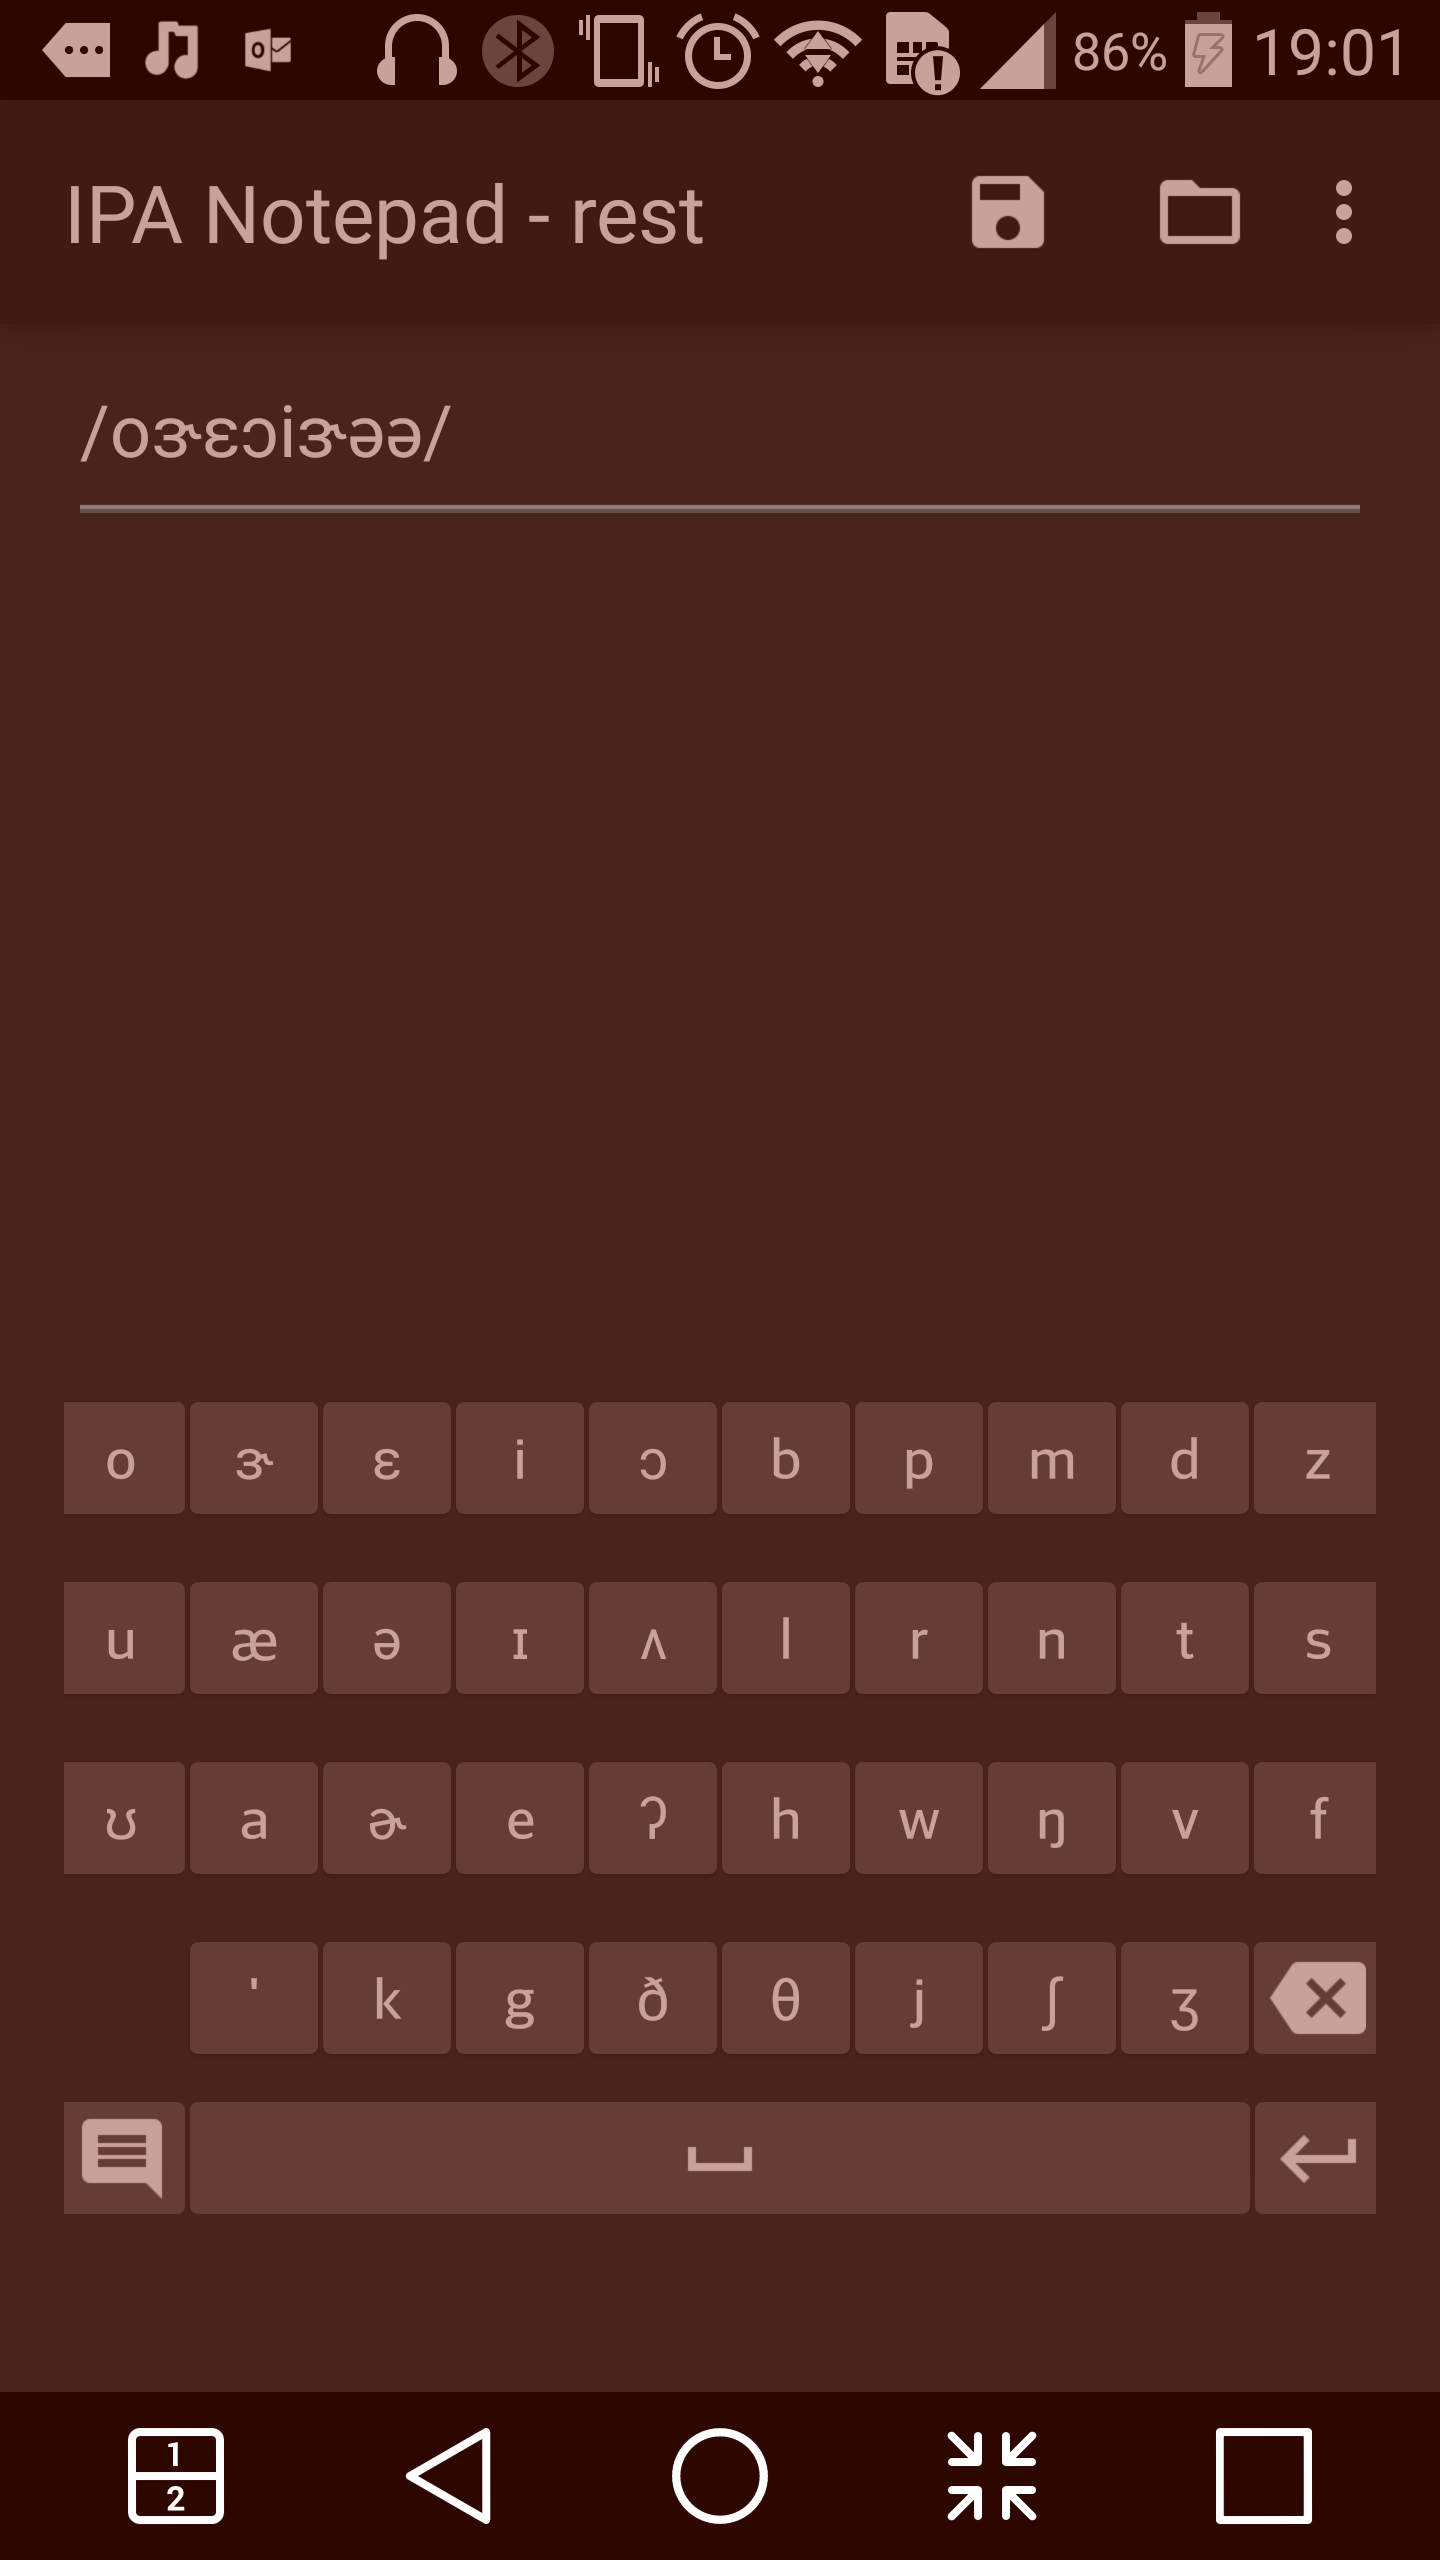 86% 19:01
IPA Notepad - rest
/oɝɛɔiɝəə/
o ɝ ɛ i ɔ b p m d z
u æ ə ɪ ʌ l r n t s
ʊ a ɚ e ʔ h w ŋ v f
ˈ k g ð θ j ʃ ʒ
1
2